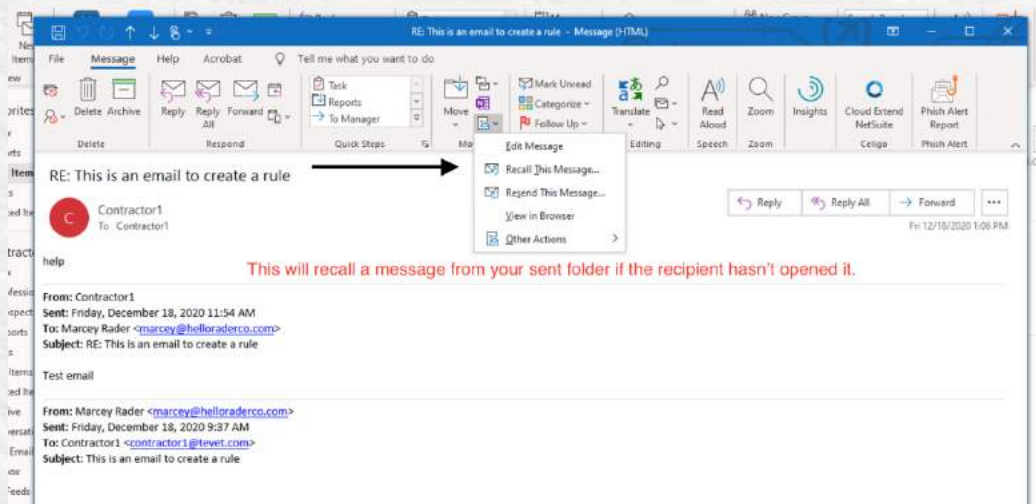 RE: This is an email to create a rule - Message (HTML)
File Message Help Acrobat Tell me what you want to do
Delete Archive
Reply Reply All Forward
Task
Reports
To Manager
Move
Mark Unread
Categorize
Follow Up
Translate
Read Aloud
Zoom
Insights
Cloud Extend NetSuite
Phish Alert Report
Delete Respond Quick Steps Editing Speech Zoom Celigo Phish Alert
Edit Message
Recall This Message...
Resend This Message...
View in Browser
Other Actions
RE: This is an email to create a rule
C
Contractor1
To Contractor1
Reply Reply All Forward
Fri 12/18/2020 1:06 PM
help
This will recall a message from your sent folder if the recipient hasn't opened it.
From: Contractor1
Sent: Friday, December 18, 2020 11:54 AM
To: Marcey Rader <marcey@helloraderco.com>
Subject: RE: This is an email to create a rule
Test email
From: Marcey Rader <marcey@helloraderco.com>
Sent: Friday, December 18, 2020 9:37 AM
To: Contractor1 <contractor1@tevet.com>
Subject: This is an email to create a rule